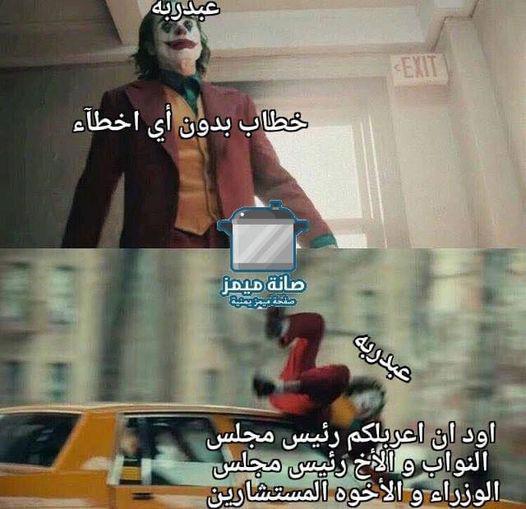 عبدربه
EXIT
خطاب بدون أي اخطآء
صانة ميمز
صفحة ميمز يمنية
عبدربه
اود ان اعربلكم رئيس مجلس
النواب و الأخ رئيس مجلس
الوزراء و الأخوه المستشارين